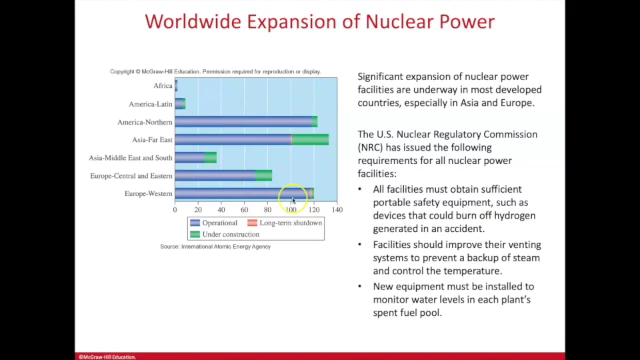 Worldwide Expansion of Nuclear Power
Copyright © McGraw-Hill Education. Permission required for reproduction or display.
Africa
America-Latin
America-Northern
Asia-Far East
Asia-Middle East and South
Europe-Central and Eastern
Europe-Western
0 20 40 60 80 100 120 140
Operational Long-term shutdown
Under construction
Source: International Atomic Energy Agency
Significant expansion of nuclear power
facilities are underway in most developed
countries, especially in Asia and Europe.
The U.S. Nuclear Regulatory Commission
(NRC) has issued the following
requirements for all nuclear power
facilities:
• All facilities must obtain sufficient
portable safety equipment, such as
devices that could burn off hydrogen
generated in an accident.
• Facilities should improve their venting
systems to prevent a backup of steam
and control the temperature.
• New equipment must be installed to
monitor water levels in each plant's
spent fuel pool.
©McGraw-Hill Education.